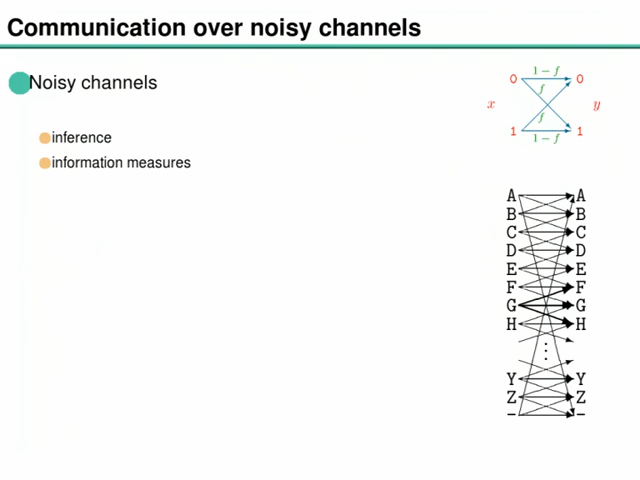 Communication over noisy channels
Noisy channels
inference
information measures
1 − f
0 0
f
x y
f
1 1
1 − f
A A
B B
C C
D D
E E
F F
G G
H H
⋮
Y Y
Z Z
- -